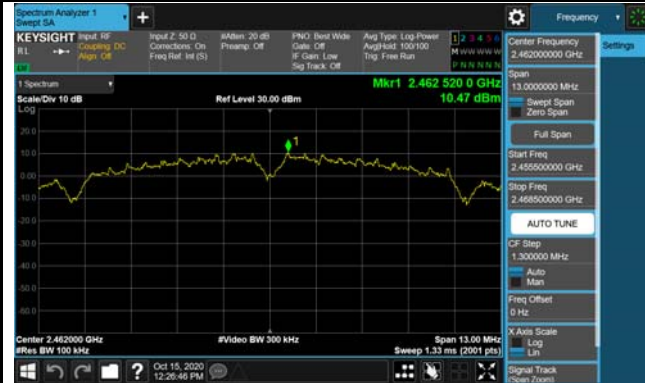 Spectrum Analyzer 1
Swept SA
+
Frequency
KEYSIGHT
RL
Input: RF
Coupling: DC
Align: Off
Input Z: 50 Ω
Corrections: On
Freq Ref: Int (S)
#Atten: 20 dB
Preamp: Off
PNO: Best Wide
Gate: Off
IF Gain: Low
Sig Track: Off
Avg Type: Log-Power
Avg|Hold: 100/100
Trig: Free Run
1 2 3 4 5 6
M W W W W W
P N N N N N
1 Spectrum
Scale/Div 10 dB
Log
Ref Level 30.00 dBm
Mkr1 2.462 520 0 GHz
10.47 dBm
1
20.0
10.0
0.00
-10.0
-20.0
-30.0
-40.0
-50.0
-60.0
Center 2.462000 GHz
#Res BW 100 kHz
#Video BW 300 kHz
Span 13.00 MHz
Sweep 1.33 ms (2001 pts)
Oct 15, 2020
12:26:46 PM
?
Center Frequency
2.462000000 GHz
Settings
Span
13.0000000 MHz
Swept Span
Zero Span
Full Span
Start Freq
2.455500000 GHz
Stop Freq
2.468500000 GHz
AUTO TUNE
CF Step
1.300000 MHz
Auto
Man
Freq Offset
0 Hz
X Axis Scale
Log
Lin
Signal Track
(Span Zoom)